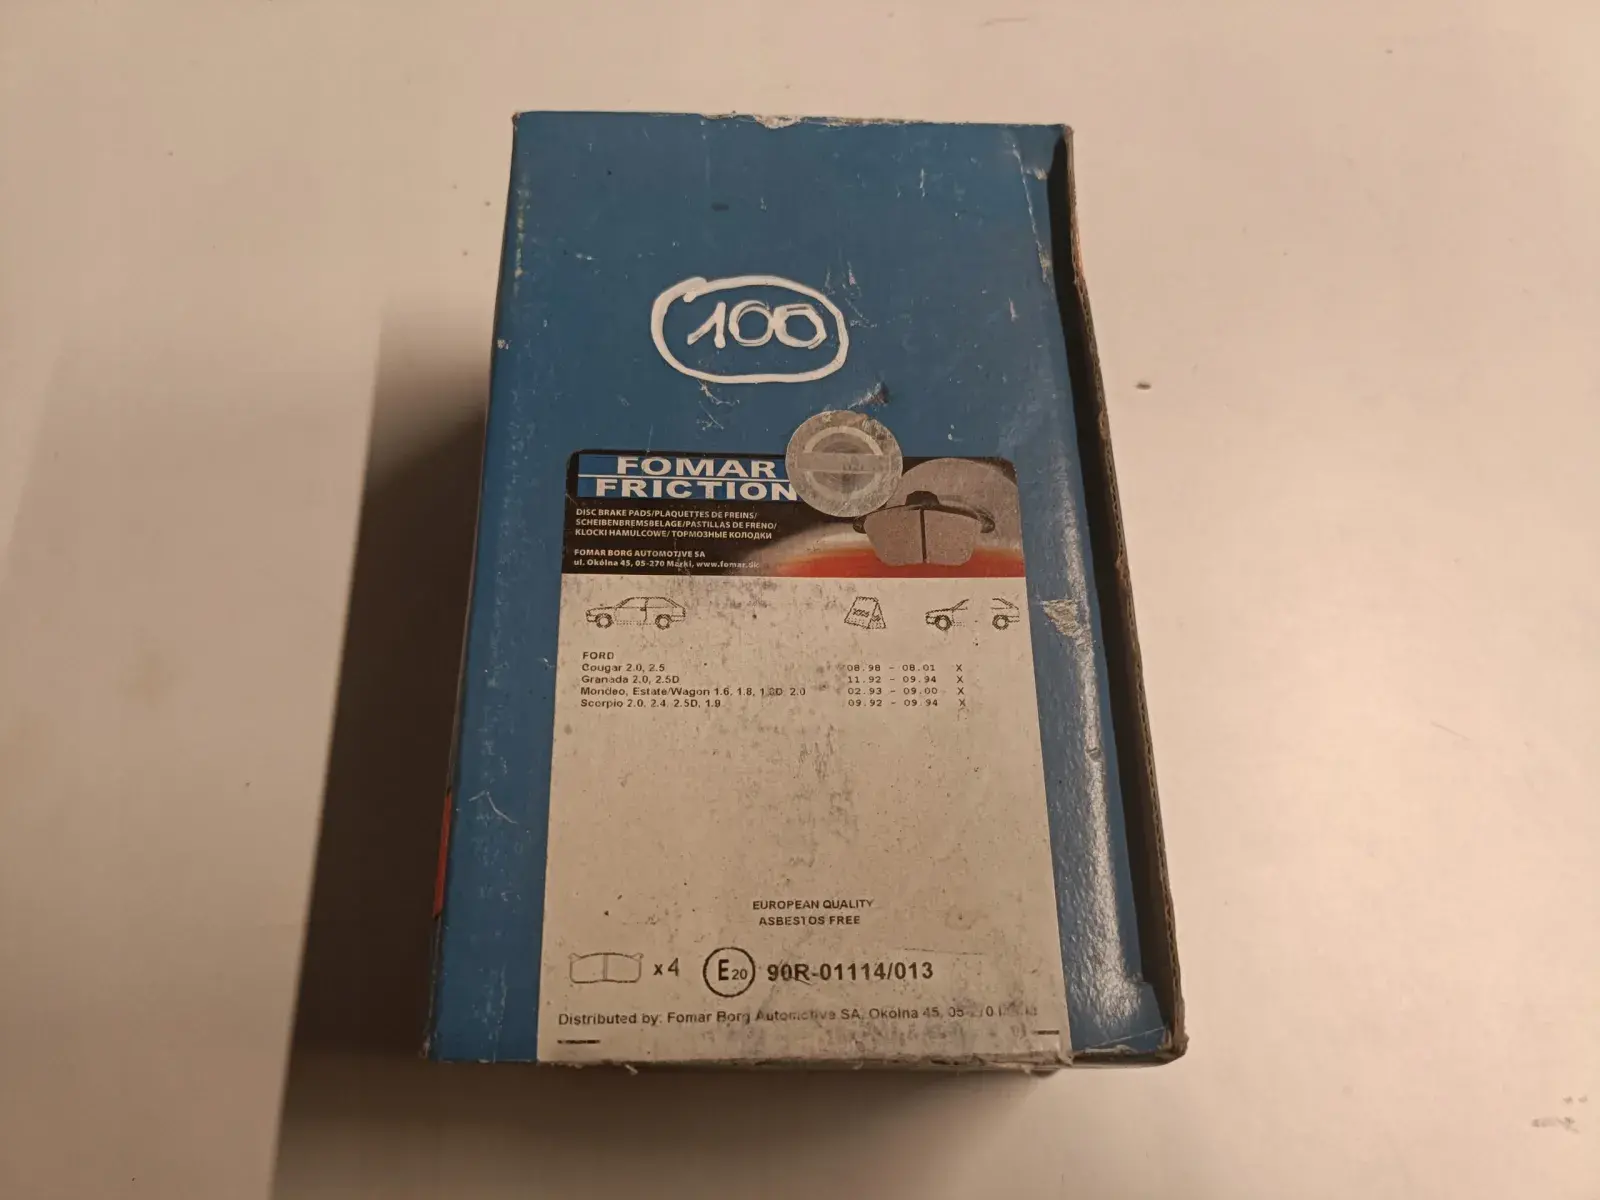 100
FOMAR
FRICTION
DISC BRAKE PADS/PLAQUETTES DE FREINS/
SCHEIBENBREMSBELAGE/PASTILLAS DE FRENO/
KLOCKI HAMULCOWE/ТОРМОЗНЫЕ КОЛОДКИ
FOMAR BORG AUTOMOTIVE SA
ul. Okólna 45, 05-270 Marki, www.fomar.
FORD
Cougar 2.0, 2.5 08.98 - 08.01 X
Granada 2.0, 2.5D 11.92 - 09.94 X
Mondeo, Estate/Wagon 1.6, 1.8, 1.8D, 2.0 02.93 - 09.00 X
Scorpio 2.0, 2.4, 2.5D, 1.9 09.92 - 09.94 X
EUROPEAN QUALITY
ASBESTOS FREE
x4 E20 90R-01114/013
Distributed by: Fomar Borg Automotive SA, Okólna 45,